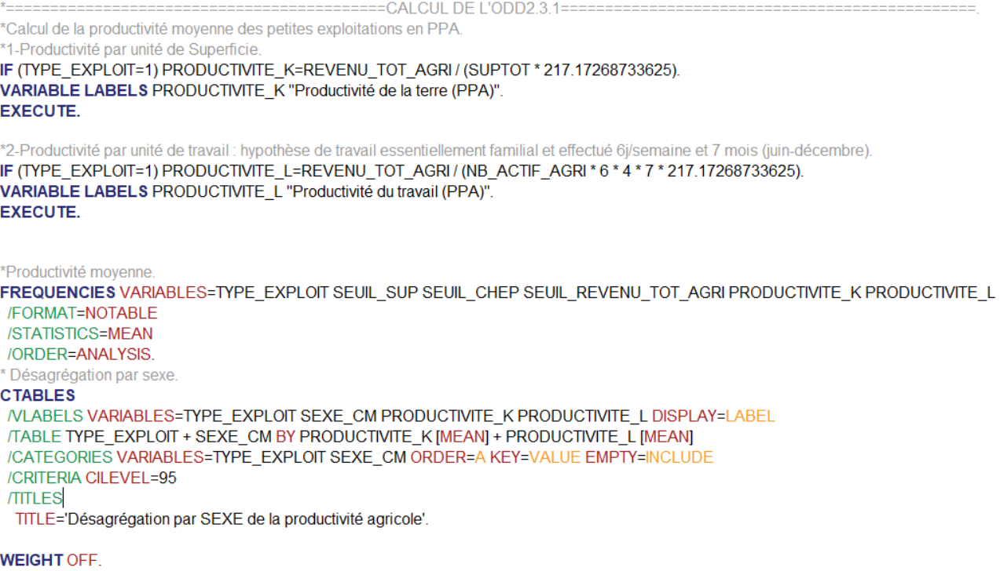 *===========================================CALCUL DE L'ODD2.3.1===============================================.
*Calcul de la productivité moyenne des petites exploitations en PPA.
*1-Productivité par unité de Superficie.
IF (TYPE_EXPLOIT=1) PRODUCTIVITE_K=REVENU_TOT_AGRI / (SUPTOT * 217.17268733625).
VARIABLE LABELS PRODUCTIVITE_K "Productivité de la terre (PPA)".
EXECUTE.
*2-Productivité par unité de travail : hypothèse de travail essentiellement familial et effectué 6j/semaine et 7 mois (juin-décembre).
IF (TYPE_EXPLOIT=1) PRODUCTIVITE_L=REVENU_TOT_AGRI / (NB_ACTIF_AGRI * 6 * 4 * 7 * 217.17268733625).
VARIABLE LABELS PRODUCTIVITE_L "Productivité du travail (PPA)".
EXECUTE.
*Productivité moyenne.
FREQUENCIES VARIABLES=TYPE_EXPLOIT SEUIL_SUP SEUIL_CHEP SEUIL_REVENU_TOT_AGRI PRODUCTIVITE_K PRODUCTIVITE_L
/FORMAT=NOTABLE
/STATISTICS=MEAN
/ORDER=ANALYSIS.
* Désagrégation par sexe.
CTABLES
/VLABELS VARIABLES=TYPE_EXPLOIT SEXE_CM PRODUCTIVITE_K PRODUCTIVITE_L DISPLAY=LABEL
/TABLE TYPE_EXPLOIT + SEXE_CM BY PRODUCTIVITE_K [MEAN] + PRODUCTIVITE_L [MEAN]
/CATEGORIES VARIABLES=TYPE_EXPLOIT SEXE_CM ORDER=A KEY=VALUE EMPTY=INCLUDE
/CRITERIA CILEVEL=95
/TITLES
TITLE='Désagrégation par SEXE de la productivité agricole'.
WEIGHT OFF.